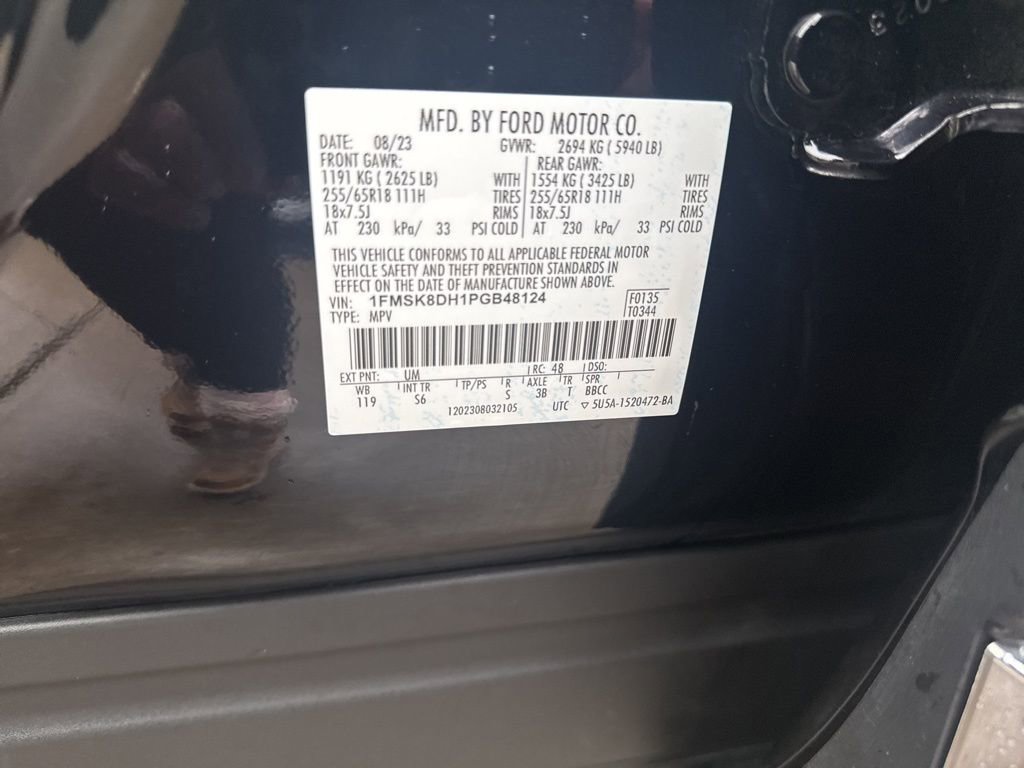 023
MFD. BY FORD MOTOR CO.
DATE: 08/23 GVWR: 2694 KG ( 5940 LB)
FRONT GAWR: REAR GAWR:
1191 KG ( 2625 LB) WITH 1554 KG ( 3425 LB) WITH
255/65R18 111H TIRES 255/65R18 111H TIRES
18x7.5J RIMS 18x7.5J RIMS
AT 230 kPa/ 33 PSI COLD AT 230 kPa/ 33 PSI COLD
THIS VEHICLE CONFORMS TO ALL APPLICABLE FEDERAL MOTOR
VEHICLE SAFETY AND THEFT PREVENTION STANDARDS IN
EFFECT ON THE DATE OF MANUFACTURE SHOWN ABOVE.
VIN: 1FMSK8DH1PGB48124 F0135
TYPE: MPV T0344
EXT PNT: UM RC: 48 DSO:
WB INT TR TP/PS R AXLE TR SPR
119 S6 S 3B T BBCC
1202308032105 UTC ▽ 5U5A-1520472-BA